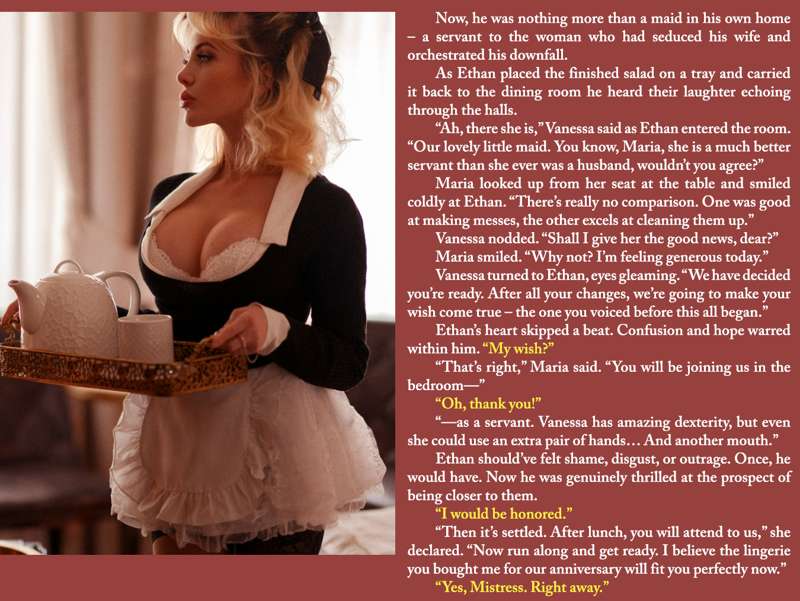 Now, he was nothing more than a maid in his own home
– a servant to the woman who had seduced his wife and
orchestrated his downfall.
As Ethan placed the finished salad on a tray and carried
it back to the dining room he heard their laughter echoing
through the halls.
“Ah, there she is,” Vanessa said as Ethan entered the room.
“Our lovely little maid. You know, Maria, she is a much better
servant than she ever was a husband, wouldn’t you agree?”
Maria looked up from her seat at the table and smiled
coldly at Ethan. “There’s really no comparison. One was good
at making messes, the other excels at cleaning them up.”
Vanessa nodded. “Shall I give her the good news, dear?”
Maria smiled. “Why not? I’m feeling generous today.”
Vanessa turned to Ethan, eyes gleaming. “We have decided
you’re ready. After all your changes, we’re going to make your
wish come true – the one you voiced before this all began.”
Ethan’s heart skipped a beat. Confusion and hope warred
within him. “My wish?”
“That’s right,” Maria said. “You will be joining us in the
bedroom—”
“Oh, thank you!”
“—as a servant. Vanessa has amazing dexterity, but even
she could use an extra pair of hands… And another mouth.”
Ethan should’ve felt shame, disgust, or outrage. Once, he
would have. Now he was genuinely thrilled at the prospect of
being closer to them.
“I would be honored.”
“Then it’s settled. After lunch, you will attend to us,” she
declared. “Now run along and get ready. I believe the lingerie
you bought me for our anniversary will fit you perfectly now.”
“Yes, Mistress. Right away.”